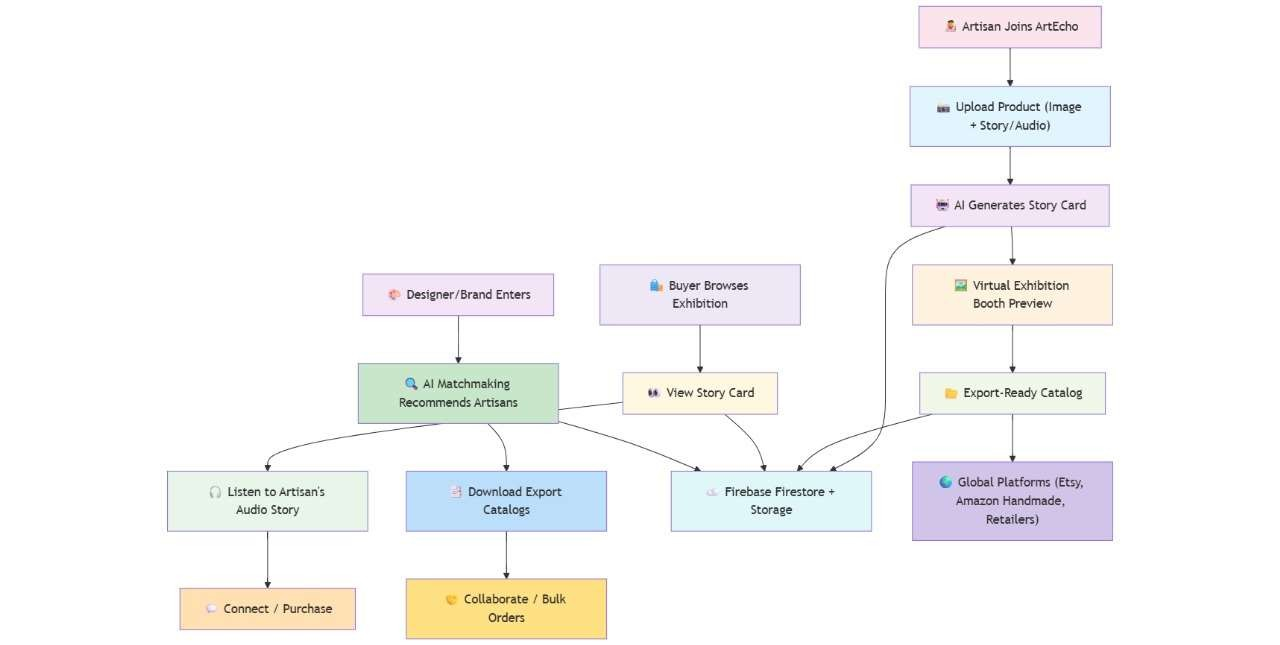 Artisan Joins ArtEcho
Upload Product (Image
+ Story/Audio)
AI Generates Story Card
Designer/Brand Enters
Buyer Browses
Exhibition
Virtual Exhibition
Booth Preview
AI Matchmaking
Recommends Artisans
View Story Card
Export-Ready Catalog
Listen to Artisan's
Audio Story
Download Export
Catalogs
Firebase Firestore +
Storage
Global Platforms (Etsy,
Amazon Handmade,
Retailers)
Connect / Purchase
Collaborate / Bulk
Orders